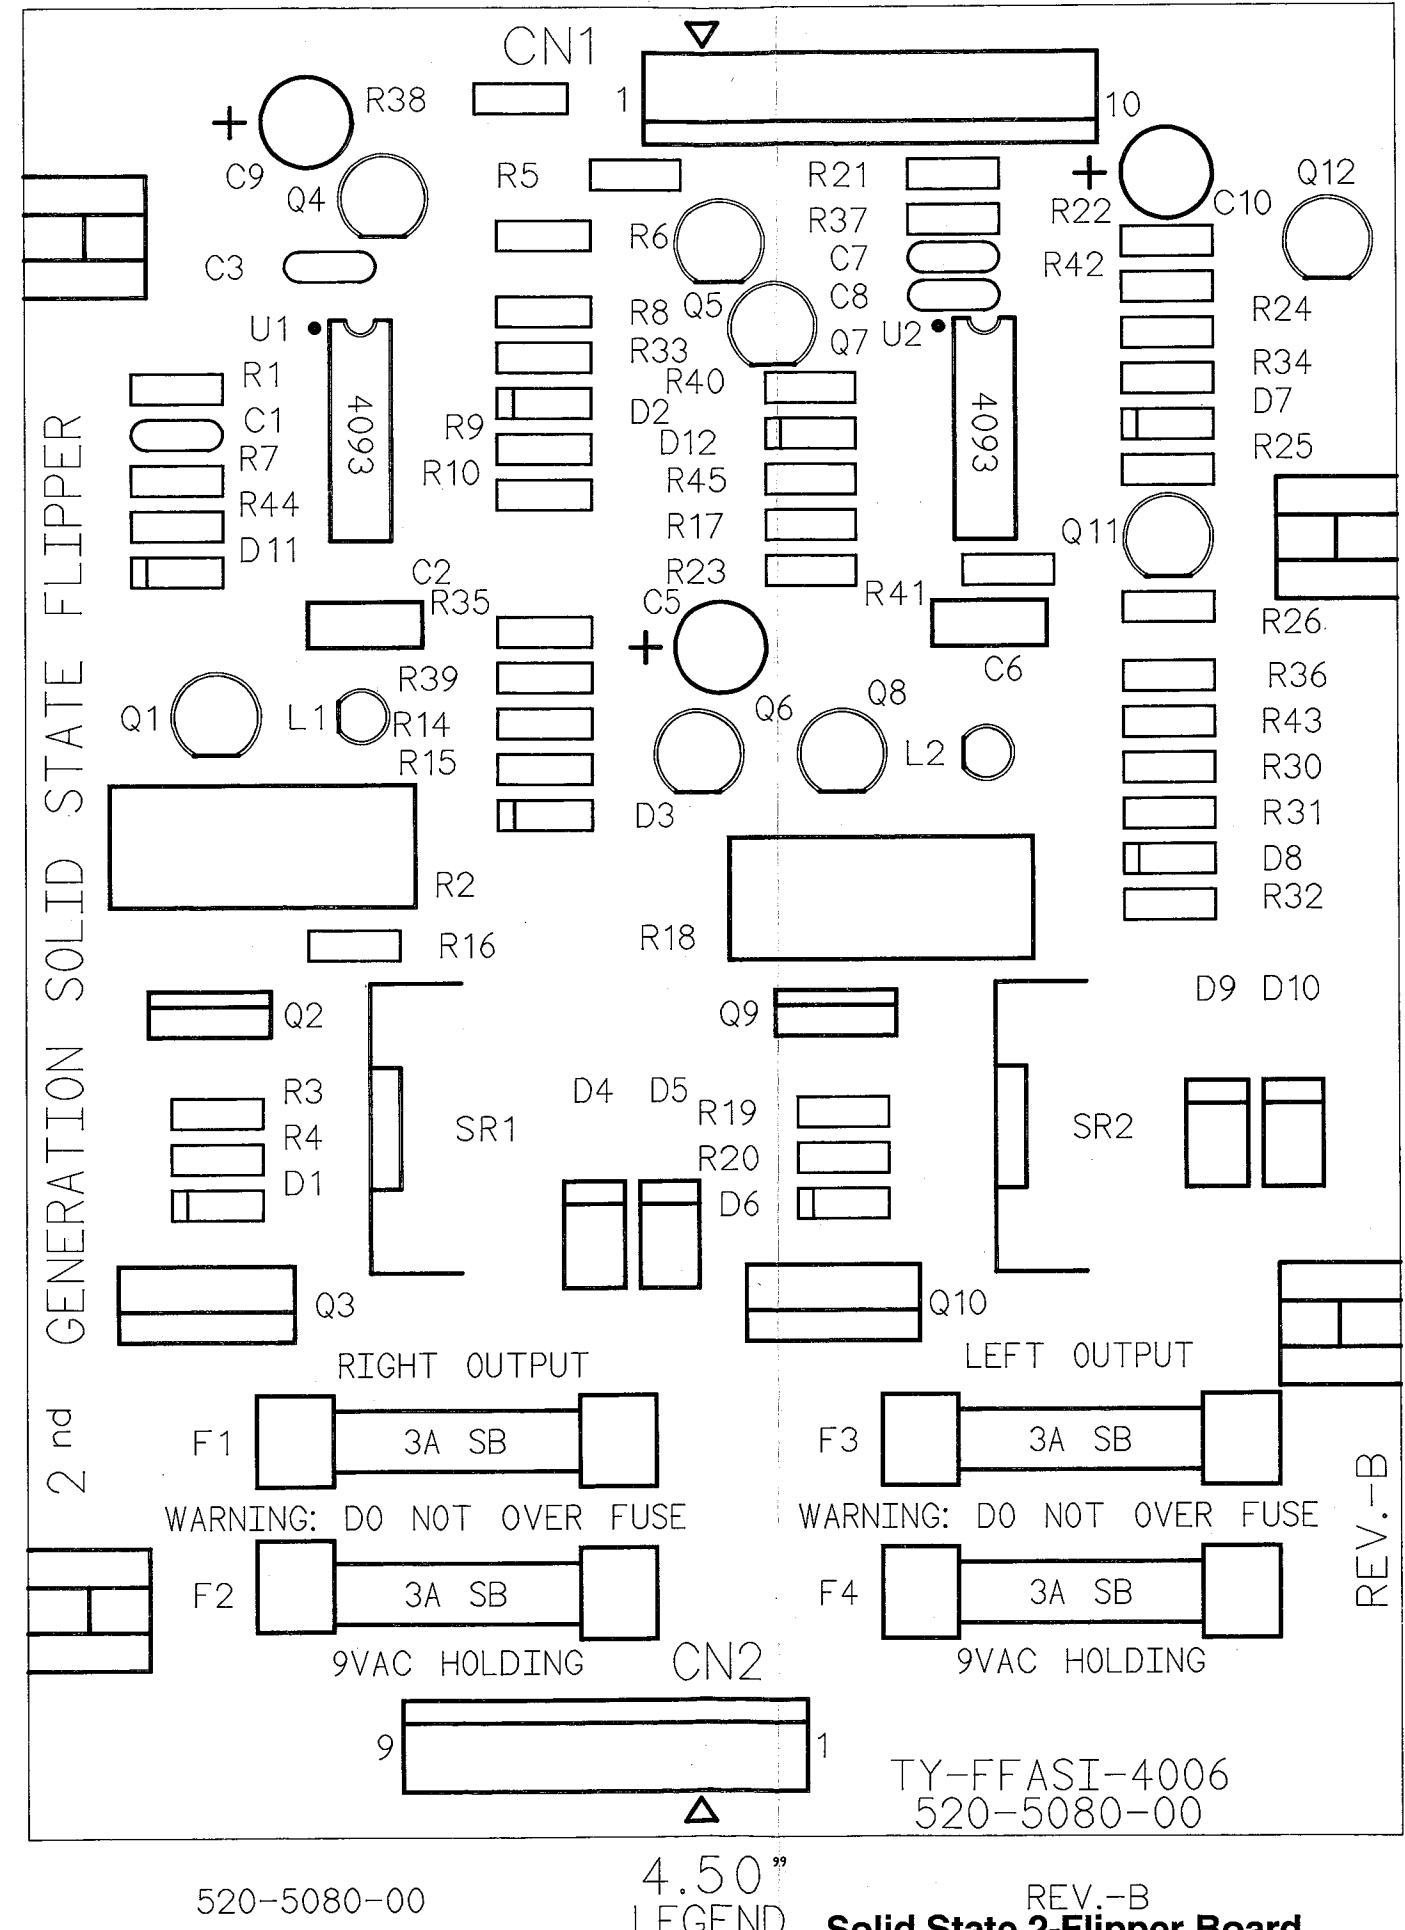 CN1
R38
1
10
+
C9
Q4
R5
R21
+
R22
C10
Q12
R6
R37
C3
C7
R42
Q5
C8
R24
U1
R8
Q7
U2
R33
R34
R1
R40
D7
C1
4093
R9
D2
D12
4093
R25
R7
R10
R45
R44
R17
Q11
D11
C2
R23
R35
C5
R41
R26
+
C6
R39
R36
Q1
L1
R14
Q6
Q8
L2
R43
R15
R30
D3
R31
D8
R2
R32
R16
R18
Q2
Q9
D9 D10
R3
D4 D5
R19
R4
SR1
SR2
D1
R20
D6
Q3
Q10
RIGHT OUTPUT
LEFT OUTPUT
F1
3A SB
F3
3A SB
WARNING: DO NOT OVER FUSE
WARNING: DO NOT OVER FUSE
F2
3A SB
F4
3A SB
9VAC HOLDING
CN2
9VAC HOLDING
9
1
2nd GENERATION SOLID STATE FLIPPER
REV.-B
TY-FFASI-4006
520-5080-00
4.50"
520-5080-00
REV.-B
LEGEND
Solid State 2-Flipper Board